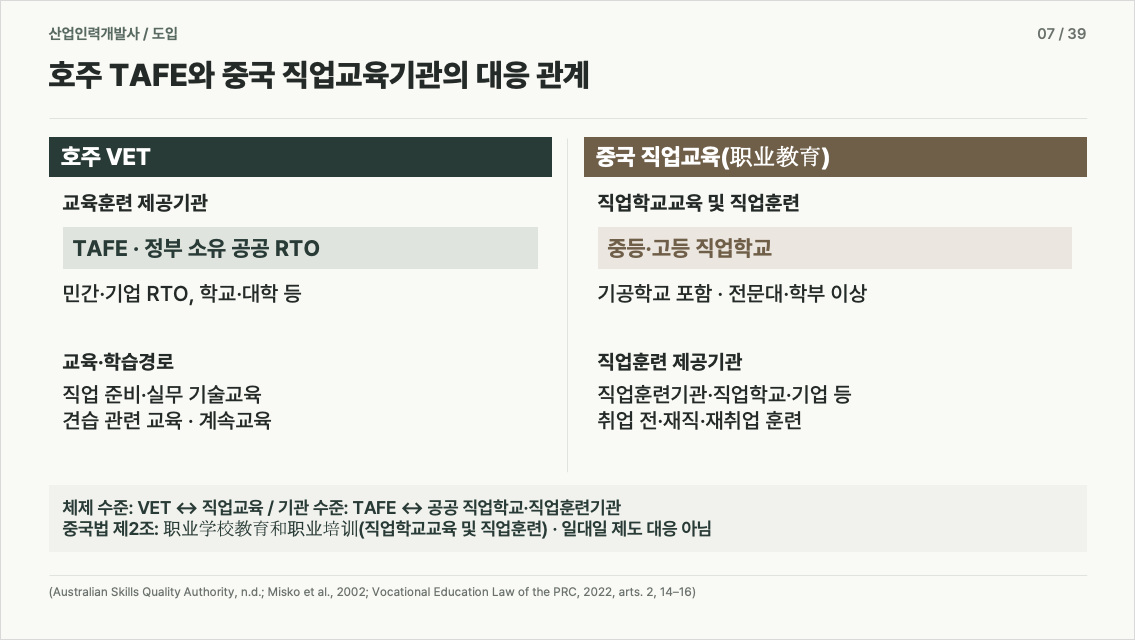 산업인력개발사 / 도입
07 / 39
호주 TAFE와 중국 직업교육기관의 대응 관계
호주 VET
교육훈련 제공기관
TAFE · 정부 소유 공공 RTO
민간·기업 RTO, 학교·대학 등
교육·학습경로
직업 준비·실무 기술교육
견습 관련 교육 · 계속교육
중국 직업교육(职业教育)
직업학교교육 및 직업훈련
중등·고등 직업학교
기공학교 포함 · 전문대·학부 이상
직업훈련 제공기관
직업훈련기관·직업학교·기업 등
취업 전·재직·재취업 훈련
체제 수준: VET ↔ 직업교육 / 기관 수준: TAFE ↔ 공공 직업학교·직업훈련기관
중국법 제2조: 职业学校教育和职业培训(직업학교교육 및 직업훈련) · 일대일 제도 대응 아님
(Australian Skills Quality Authority, n.d.; Misko et al., 2002; Vocational Education Law of the PRC, 2022, arts. 2, 14–16)